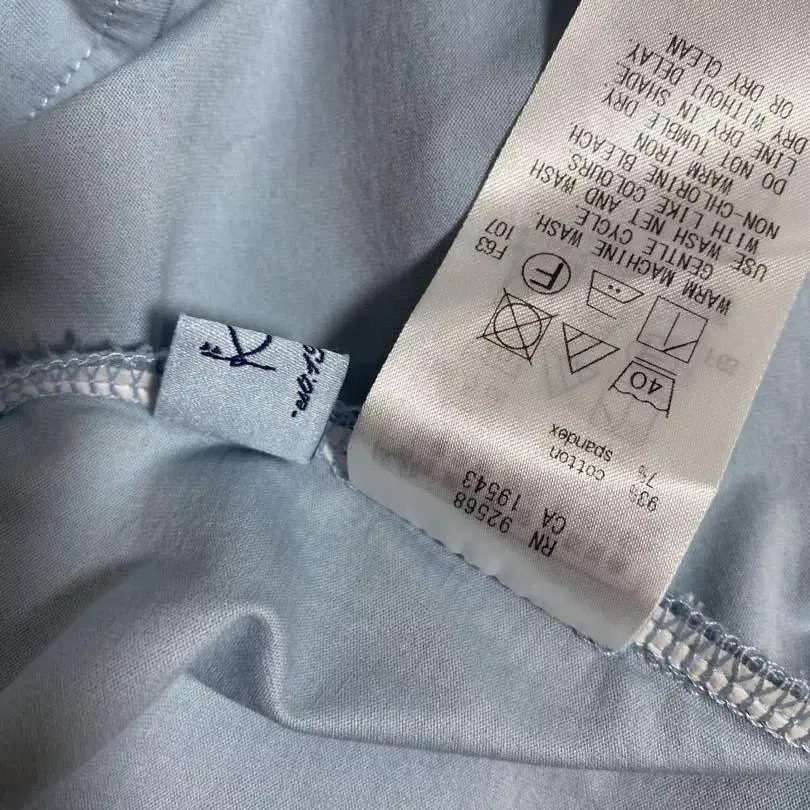 RN 92568
CA 19543
93% cotton
7% spandex
40
F
F63
107
WARM MACHINE WASH.
GENTLE CYCLE.
USE WASH NET AND WASH
WITH LIKE COLOURS.
NON-CHLORINE BLEACH
WARM IRON
DO NOT TUMBLE DRY.
LINE DRY IN SHADE.
DRY WITHOUT DELAY
OR DRY CLEAN.